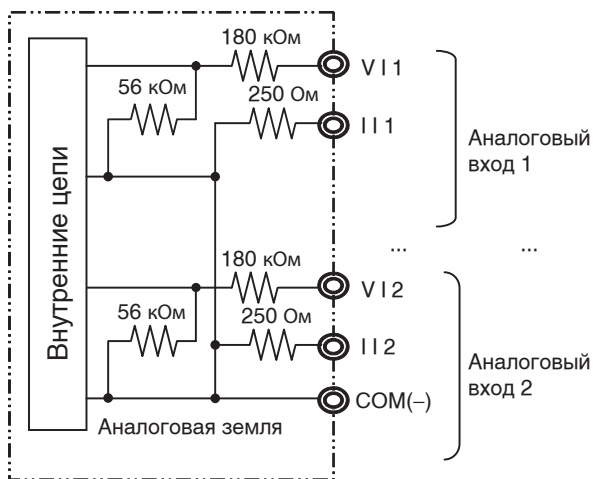 180 кОм
V I 1
56 кОм
250 Ом
I I 1
Аналоговый
вход 1
Внутренние цепи
...
...
180 кОм
V I 2
56 кОм
250 Ом
I I 2
Аналоговый
вход 2
COM(–)
Аналоговая земля